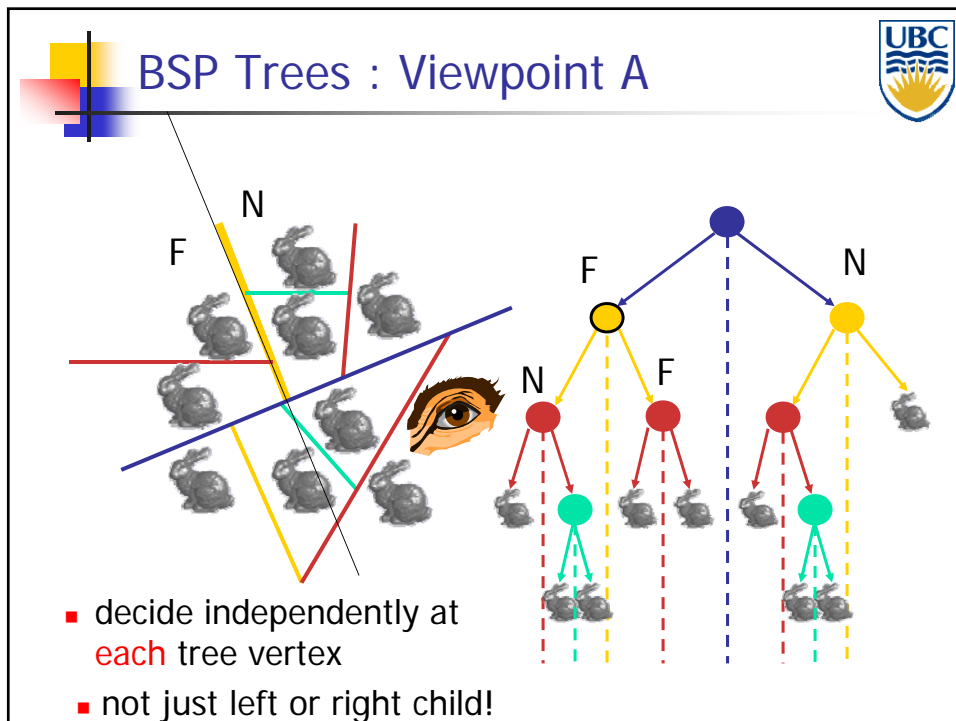 BSP Trees : Viewpoint A
UBC
N
F
F
N
N
F
decide independently at
each tree vertex
not just left or right child!